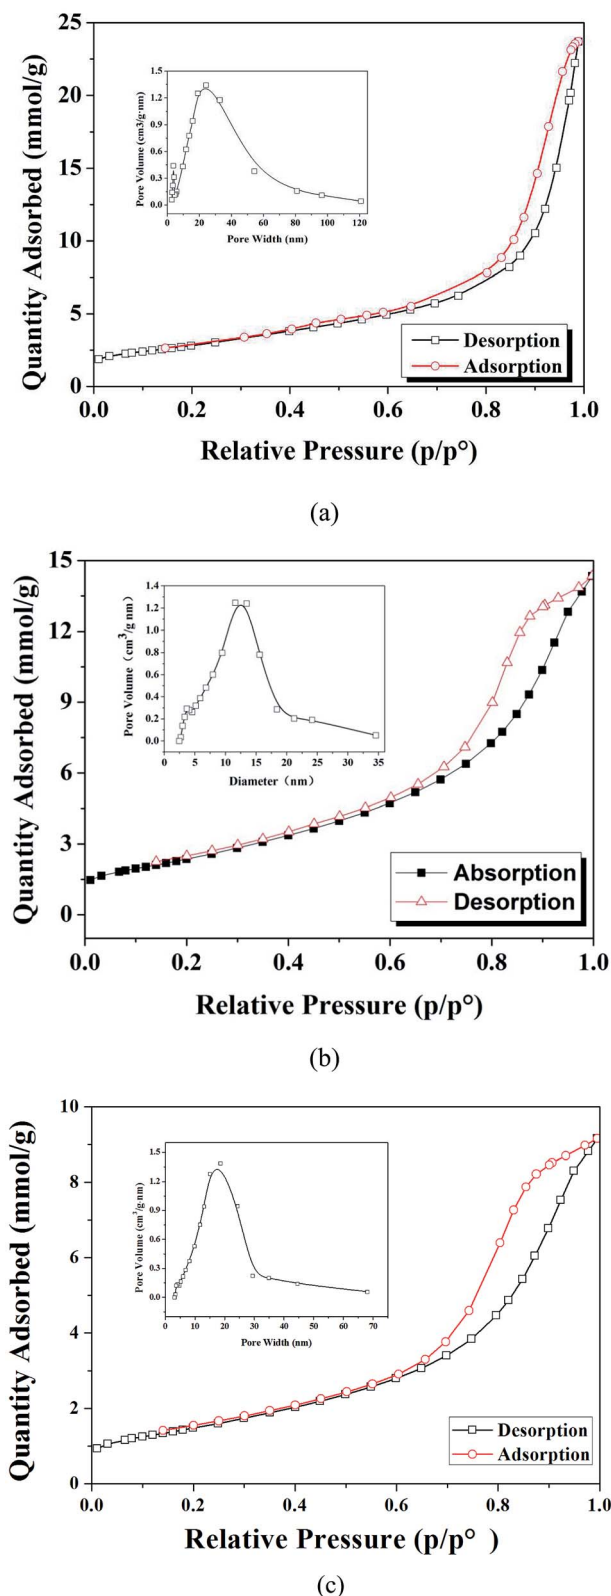 25
20
15
10
5
0
0.0 0.2 0.4 0.6 0.8 1.0
Quantity Adsorbed (mmol/g)
Relative Pressure (p/p°)
1.5
1.2
0.9
0.6
0.3
0.0
0 20 40 60 80 100 120
Pore Volume (cm3/g·nm)
Pore Width (nm)
Desorption
Adsorption
(a)
15
12
9
6
3
0
0.0 0.2 0.4 0.6 0.8 1.0
Quantity Adsorbed (mmol/g)
Relative Pressure (p/p°)
1.4
1.2
1.0
0.8
0.6
0.4
0.2
0.0
0 5 10 15 20 25 30 35
Pore Volume (cm³/g nm)
Diameter (nm)
Absorption
Desorption
(b)
10
8
6
4
2
0
0.0 0.2 0.4 0.6 0.8 1.0
Quantity Adsorbed (mmol/g)
Relative Pressure (p/p° )
1.5
1.2
0.9
0.6
0.3
0.0
0 10 20 30 40 50 60 70
Pore Volume (cm³/g·nm)
Pore Width (nm)
Desorption
Adsorption
(c)